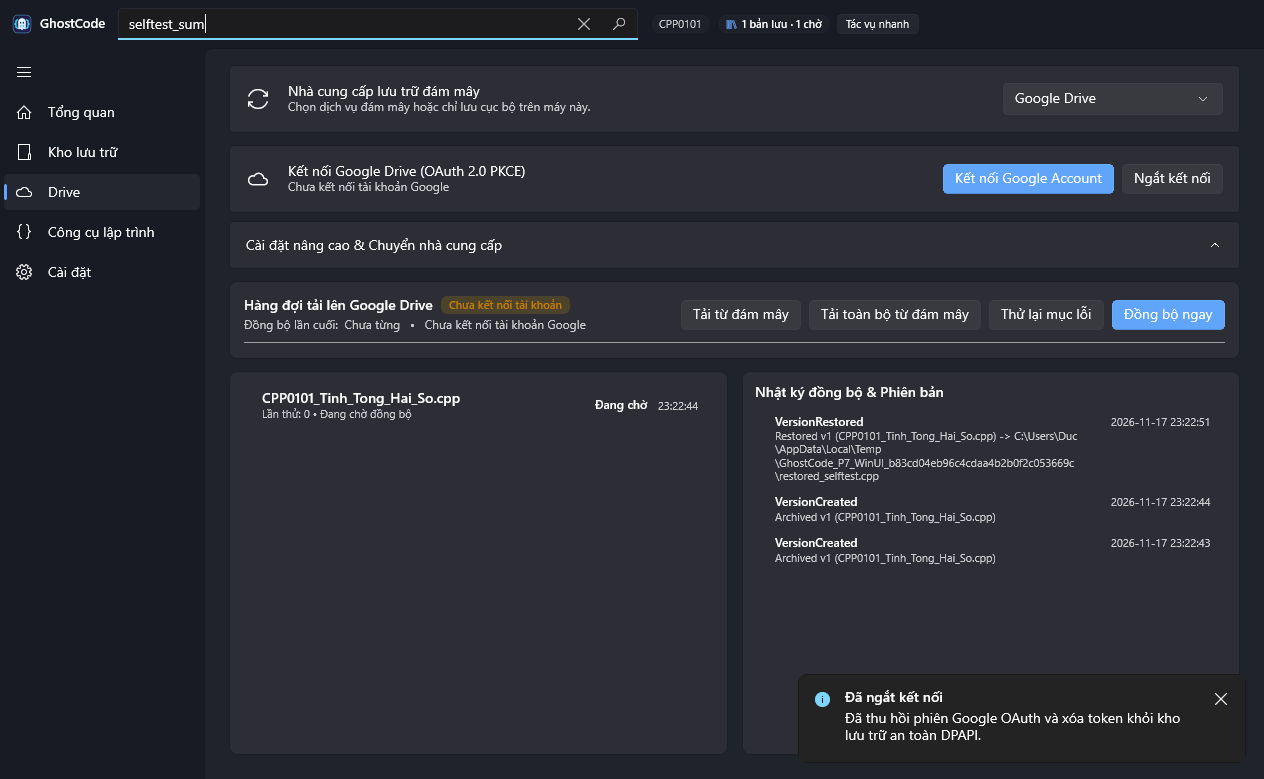 GhostCode
selftest_sum
CPP0101
1 bản lưu · 1 chờ
Tác vụ nhanh
Tổng quan
Kho lưu trữ
Drive
Công cụ lập trình
Cài đặt
Nhà cung cấp lưu trữ đám mây
Chọn dịch vụ đám mây hoặc chỉ lưu cục bộ trên máy này.
Google Drive
Kết nối Google Drive (OAuth 2.0 PKCE)
Chưa kết nối tài khoản Google
Kết nối Google Account
Ngắt kết nối
Cài đặt nâng cao & Chuyển nhà cung cấp
Hàng đợi tải lên Google Drive
Chưa kết nối tài khoản
Đồng bộ lần cuối: Chưa từng • Chưa kết nối tài khoản Google
Tải từ đám mây
Tải toàn bộ từ đám mây
Thử lại mục lỗi
Đồng bộ ngay
CPP0101_Tinh_Tong_Hai_So.cpp
Lần thử: 0 • Đang chờ đồng bộ
Đang chờ
23:22:44
Nhật ký đồng bộ & Phiên bản
VersionRestored
2026-11-17 23:22:51
Restored v1 (CPP0101_Tinh_Tong_Hai_So.cpp) -> C:\Users\Duc
\AppData\Local\Temp
\GhostCode_P7_WinUI_b83cd04eb96c4cdaa4b2b0f2c053669c
\restored_selftest.cpp
VersionCreated
2026-11-17 23:22:44
Archived v1 (CPP0101_Tinh_Tong_Hai_So.cpp)
VersionCreated
2026-11-17 23:22:43
Archived v1 (CPP0101_Tinh_Tong_Hai_So.cpp)
Đã ngắt kết nối
Đã thu hồi phiên Google OAuth và xóa token khỏi kho
lưu trữ an toàn DPAPI.